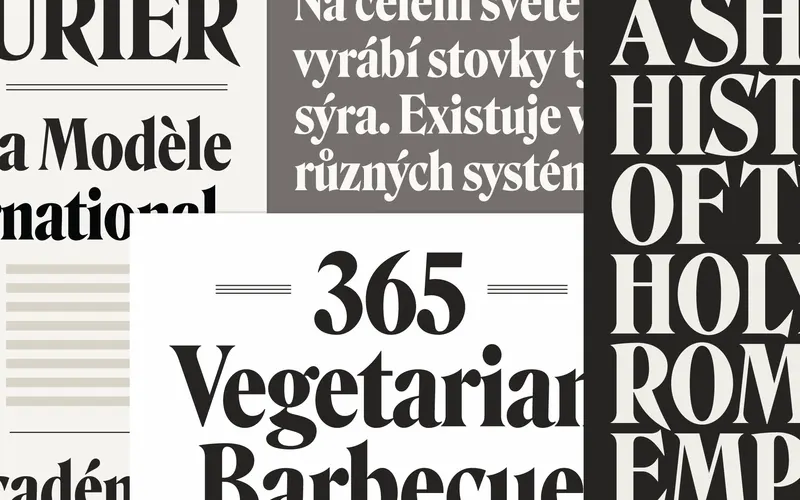 URIER
a Modèle
rnational
cadém
Na celém světě
vyrábí stovky t
sýra. Existuje v
různých systém
365
Vegetarian
Barbecue
A SH
HIST
OF T
HOLY
ROM
EMP